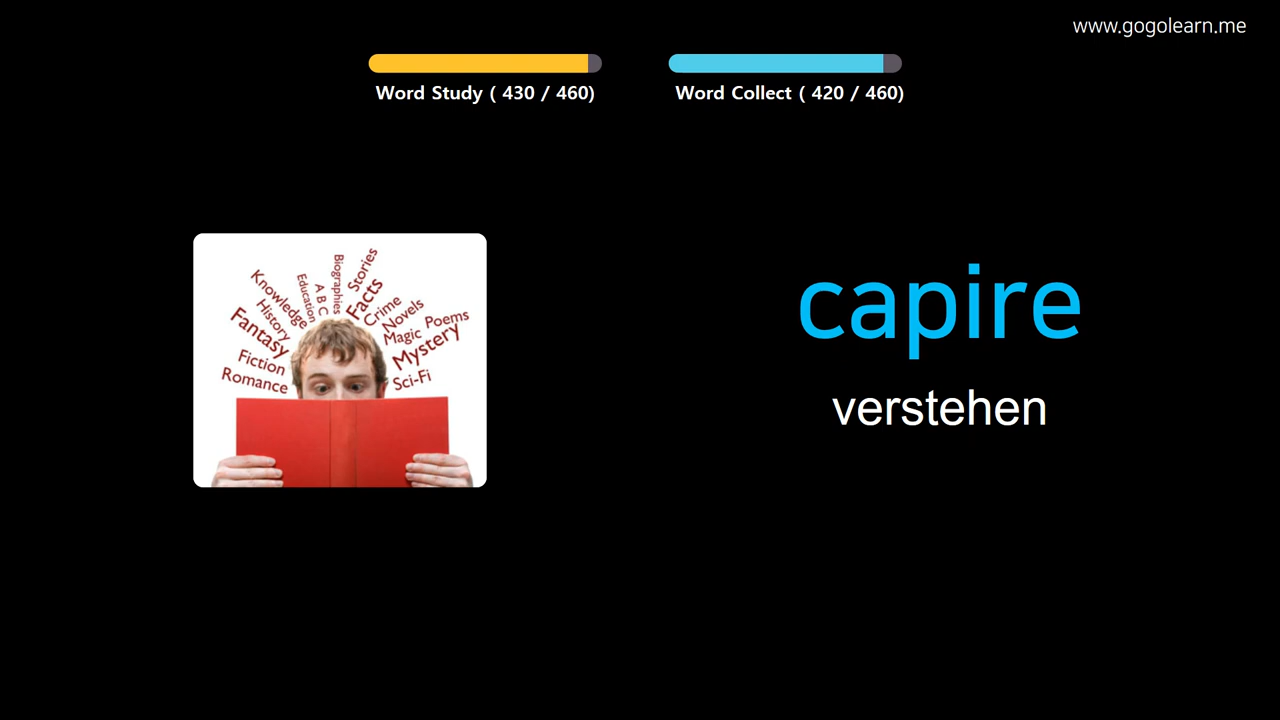 www.gogolearn.me
Word Study ( 430 / 460)
Word Collect ( 420 / 460)
Stories
Biographies
Facts
A B C
Education
Knowledge
History
Crime
Novels
Poems
Fantasy
Magic
Mystery
Fiction
Romance
Sci-Fi
capire
verstehen